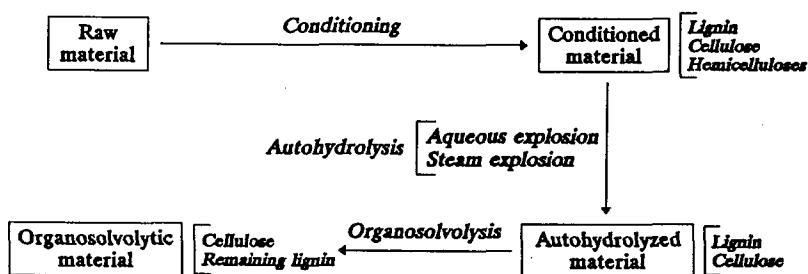 Raw
material
Conditioning
Conditioned
material
Lignin
Cellulose
Hemicelluloses
Autohydrolysis
Aqueous explosion
Steam explosion
Organosolvolytic
material
Cellulose
Remaining lignin
Organosolvolysis
Autohydrolyzed
material
Lignin
Cellulose